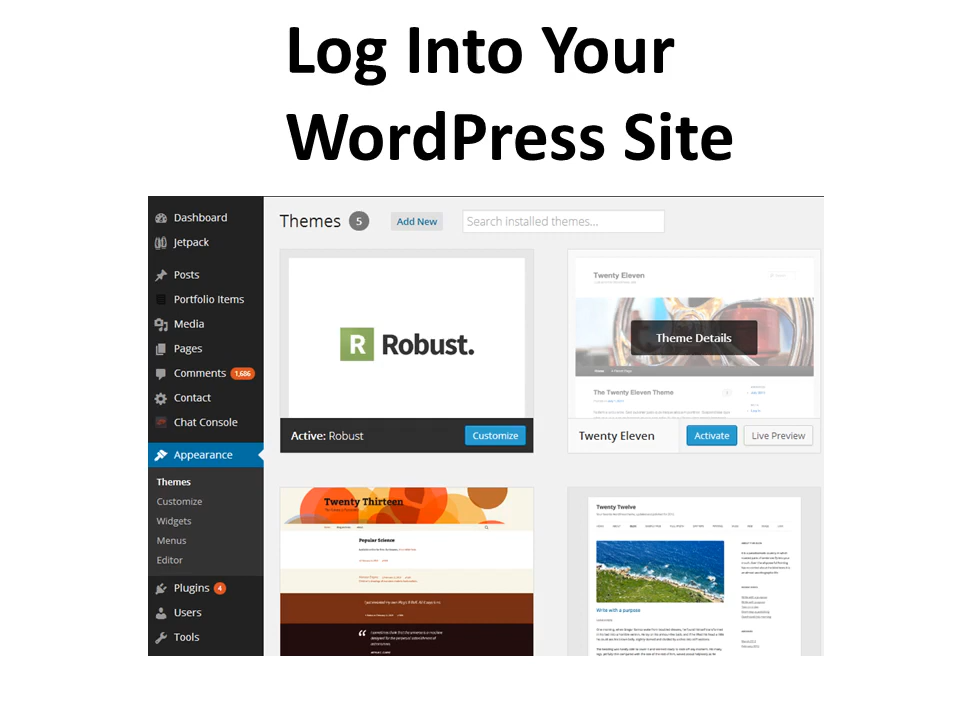 Log Into Your
WordPress Site
Dashboard
Jetpack
Posts
Portfolio Items
Media
Pages
Comments 1,686
Contact
Chat Console
Appearance
Themes
Customize
Widgets
Menus
Editor
Plugins 4
Users
Tools
Themes 5 Add New Search installed themes...
R Robust.
Active: Robust Customize
Twenty Eleven
Theme Details
The Twenty Eleven Theme
Twenty Eleven Activate Live Preview
Twenty Thirteen
Popular Science
Twenty Twelve
Write with a purpose